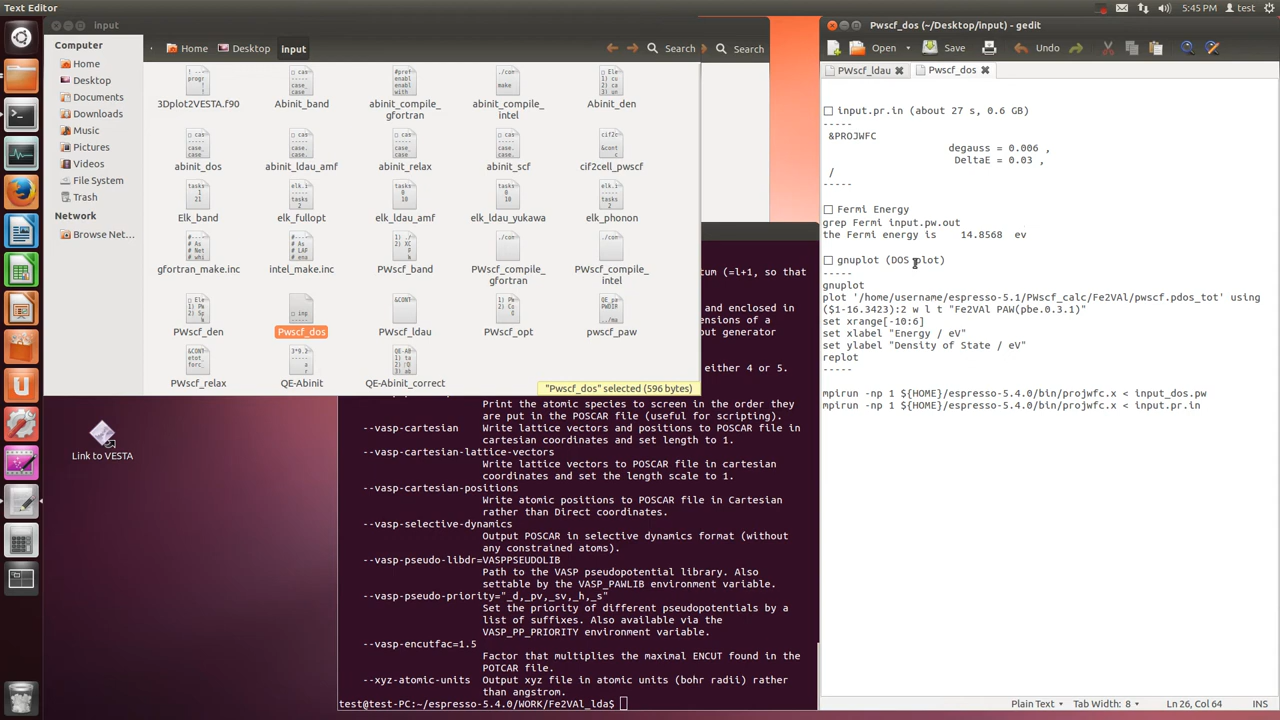 Text Editor
5:45 PM
test
input
Pwscf_dos (~/Desktop/input) - gedit
Computer
Home
Desktop
Documents
Downloads
Music
Pictures
Videos
File System
Trash
Network
Browse Net...
Home
Desktop
input
Search
Search
3Dplot2VESTA.f90
Abinit_band
abinit_compile_
gfortran
abinit_compile_
intel
Abinit_den
abinit_dos
abinit_ldau_amf
abinit_relax
abinit_scf
cif2cell_pwscf
Elk_band
elk_fullopt
elk_ldau_amf
elk_ldau_yukawa
elk_phonon
gfortran_make.inc
intel_make.inc
PWscf_band
PWscf_compile_
gfortran
PWscf_compile_
intel
PWscf_den
Pwscf_dos
PWscf_ldau
PWscf_opt
pwscf_paw
PWscf_relax
QE-Abinit
QE-Abinit_correct
"Pwscf_dos" selected (596 bytes)
Link to VESTA
tum (=l+1, so that
and enclosed in
ensions of a
put generator
either 4 or 5.
Print the atomic species to screen in the order they
are put in the POSCAR file (useful for scripting).
--vasp-cartesian    Write lattice vectors and positions to POSCAR file in
cartesian coordinates and set length to 1.
--vasp-cartesian-lattice-vectors
Write lattice vectors to POSCAR file in cartesian
coordinates and set the length scale to 1.
--vasp-cartesian-positions
Write atomic positions to POSCAR file in Cartesian
rather than Direct coordinates.
--vasp-selective-dynamics
Output POSCAR in selective dynamics format (without
any constrained atoms).
--vasp-pseudo-libdr=VASPPSEUDOLIB
Path to the VASP pseudopotential library. Also
settable by the VASP_PAWLIB environment variable.
--vasp-pseudo-priority="_d,_pv,_sv,_h,_s"
Set the priority of different pseudopotentials by a
list of suffixes. Also available via the
VASP_PP_PRIORITY environment variable.
--vasp-encutfac=1.5
Factor that multiplies the maximal ENCUT found in the
POTCAR file.
--xyz-atomic-units  Output xyz file in atomic units (bohr radii) rather
than angstrom.
test@test-PC:~/espresso-5.4.0/WORK/Fe2VAl_lda$
Open
Save
Undo
PWscf_ldau
Pwscf_dos
□ input.pr.in (about 27 s, 0.6 GB)
-----
&PROJWFC
degauss = 0.006 ,
DeltaE = 0.03 ,
/
-----
□ Fermi Energy
grep Fermi input.pw.out
the Fermi energy is    14.8568  ev
□ gnuplot (DOS plot)
-----
gnuplot
plot '/home/username/espresso-5.1/PWscf_calc/Fe2VAl/pwscf.pdos_tot' using
($1-16.3423):2 w l t "Fe2VAl PAW(pbe.0.3.1)"
set xrange[-10:6]
set xlabel "Energy / eV"
set ylabel "Density of State / eV"
replot
-----
mpirun -np 1 ${HOME}/espresso-5.4.0/bin/projwfc.x < input_dos.pw
mpirun -np 1 ${HOME}/espresso-5.4.0/bin/projwfc.x < input.pr.in
Plain Text
Tab Width: 8
Ln 26, Col 64